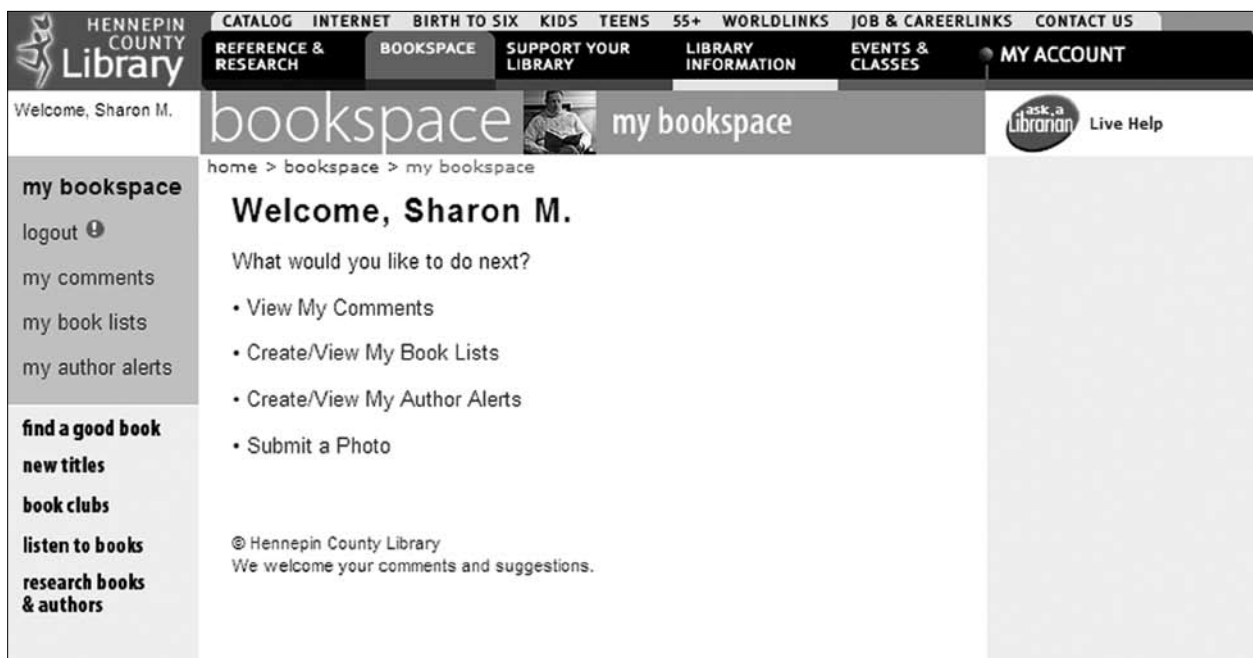 HENNEPIN
COUNTY
Library
CATALOG INTERNET BIRTH TO SIX KIDS TEENS 55+ WORLDLINKS JOB & CAREERLINKS CONTACT US
REFERENCE &
RESEARCH
BOOKSPACE
SUPPORT YOUR
LIBRARY
LIBRARY
INFORMATION
EVENTS &
CLASSES
MY ACCOUNT
Welcome, Sharon M.
bookspace
my bookspace
ask a
Librarian
Live Help
my bookspace
logout
my comments
my book lists
my author alerts
find a good book
new titles
book clubs
listen to books
research books
& authors
home > bookspace > my bookspace
Welcome, Sharon M.
What would you like to do next?
• View My Comments
• Create/View My Book Lists
• Create/View My Author Alerts
• Submit a Photo
© Hennepin County Library
We welcome your comments and suggestions.